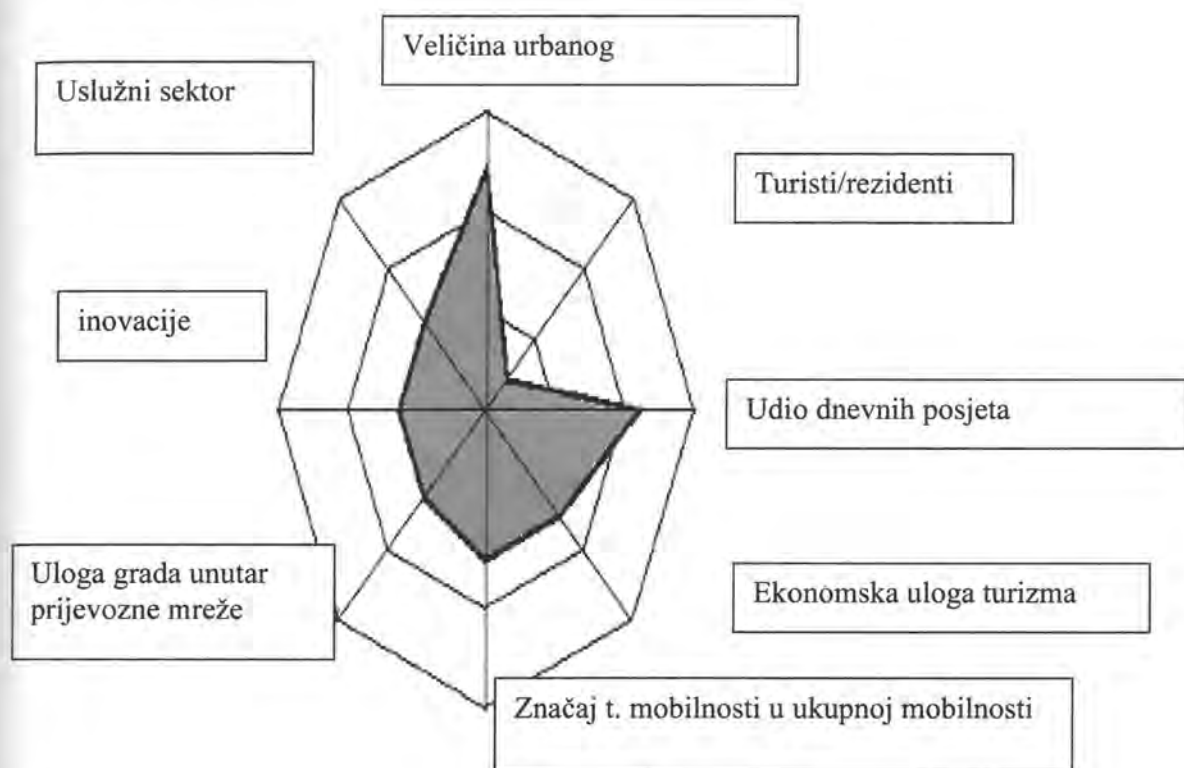 Veličina urbanog
Uslužni sektor
Turisti/rezidenti
inovacije
Udio dnevnih posjeta
Uloga grada unutar
prijevozne mreže
Ekonomska uloga turizma
Značaj t. mobilnosti u ukupnoj mobilnosti